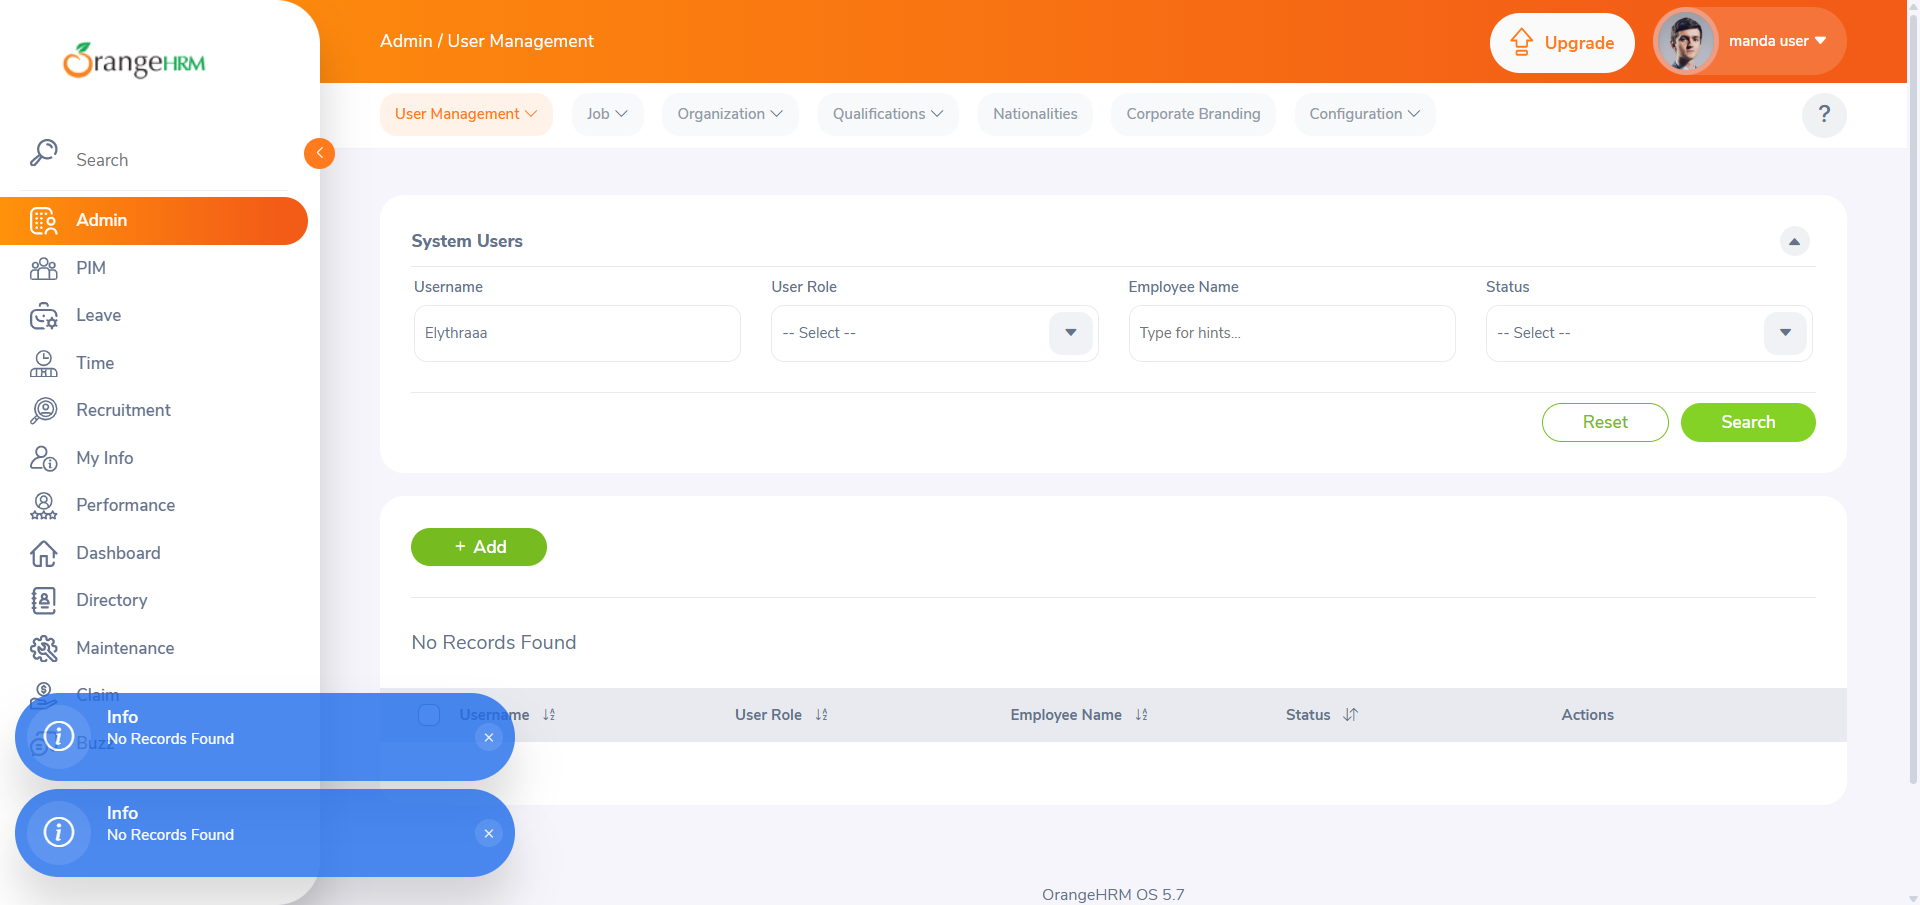 OrangeHRM
Admin / User Management
Upgrade
manda user
User Management
Job
Organization
Qualifications
Nationalities
Corporate Branding
Configuration
?
Search
Admin
PIM
Leave
Time
Recruitment
My Info
Performance
Dashboard
Directory
Maintenance
Claim
Buzz
System Users
Username
User Role
Employee Name
Status
Elythraaa
-- Select --
Type for hints...
-- Select --
Reset
Search
+ Add
No Records Found
Username
User Role
Employee Name
Status
Actions
Info
No Records Found
Info
No Records Found
OrangeHRM OS 5.7